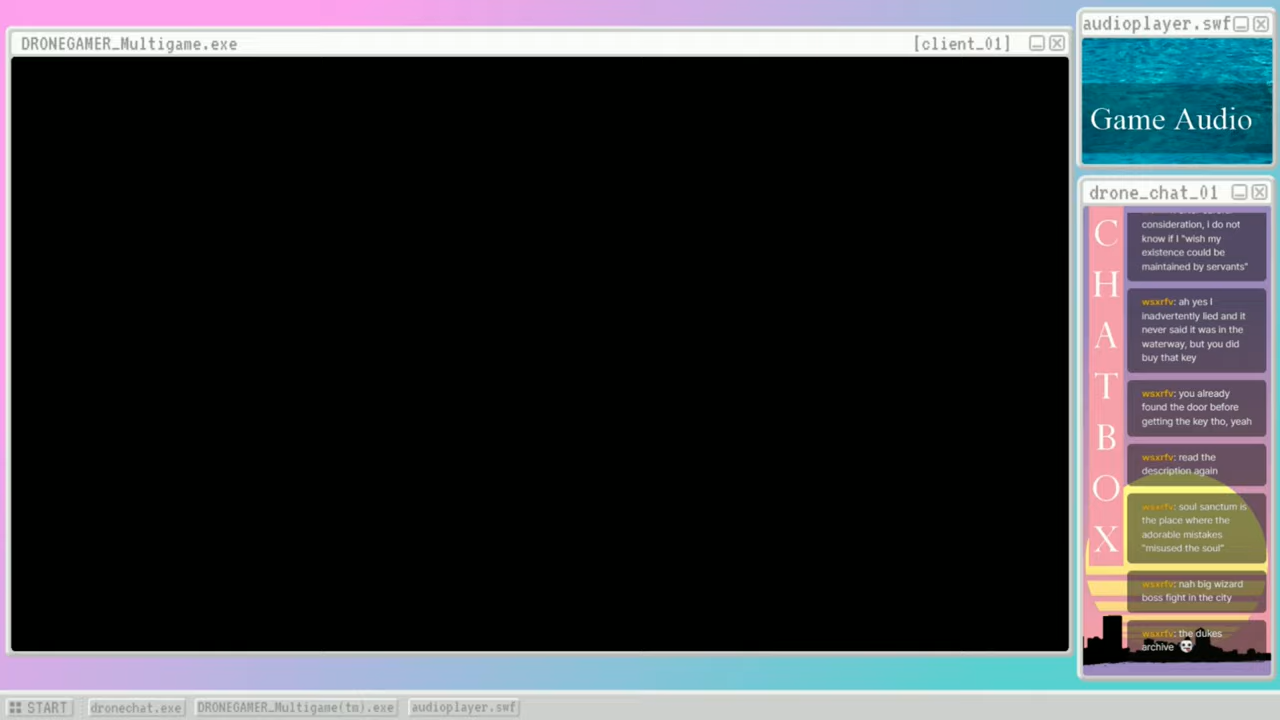 DRONEGAMER_Multigame.exe
[client_01]
audioplayer.swf
Game Audio
drone_chat_01
CHATBOX
consideration, i do not
know if I "wish my
existence could be
maintained by servants"
wsxrfv: ah yes I
inadvertently lied and it
never said it was in the
waterway, but you did
buy that key
wsxrfv: you already
found the door before
getting the key tho, yeah
wsxrfv: read the
description again
wsxrfv: soul sanctum is
the place where the
adorable mistakes
"misused the soul"
wsxrfv: nah big wizard
boss fight in the city
wsxrfv: the dukes
archive
START
dronechat.exe
DRONEGAMER_Multigame(tm).exe
audioplayer.swf